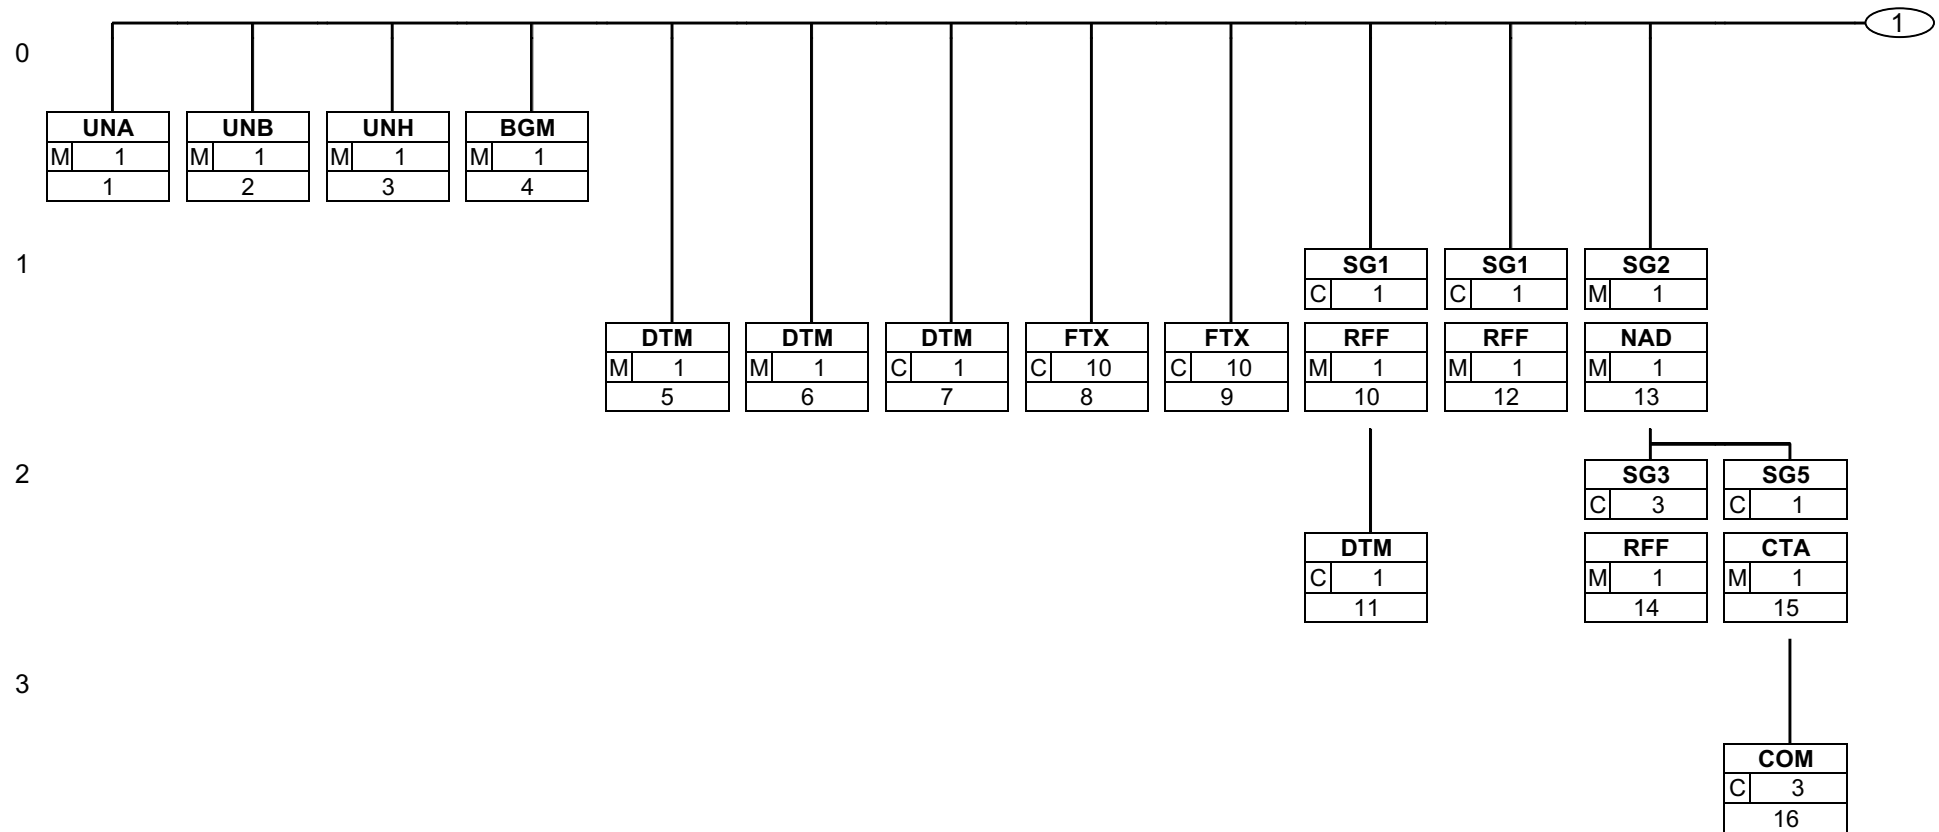 1
0
UNA UNB UNH BGM
M 1 M 1 M 1 M 1
1 2 3 4
1 SG1 SG1 SG2
C 1 C 1 M 1
DTM DTM DTM FTX FTX RFF RFF NAD
M 1 M 1 C 1 C 10 C 10 M 1 M 1 M 1
5 6 7 8 9 10 12 13
2 SG3 SG5
C 3 C 1
DTM RFF CTA
C 1 M 1 M 1
11 14 15
3
COM
C 3
16